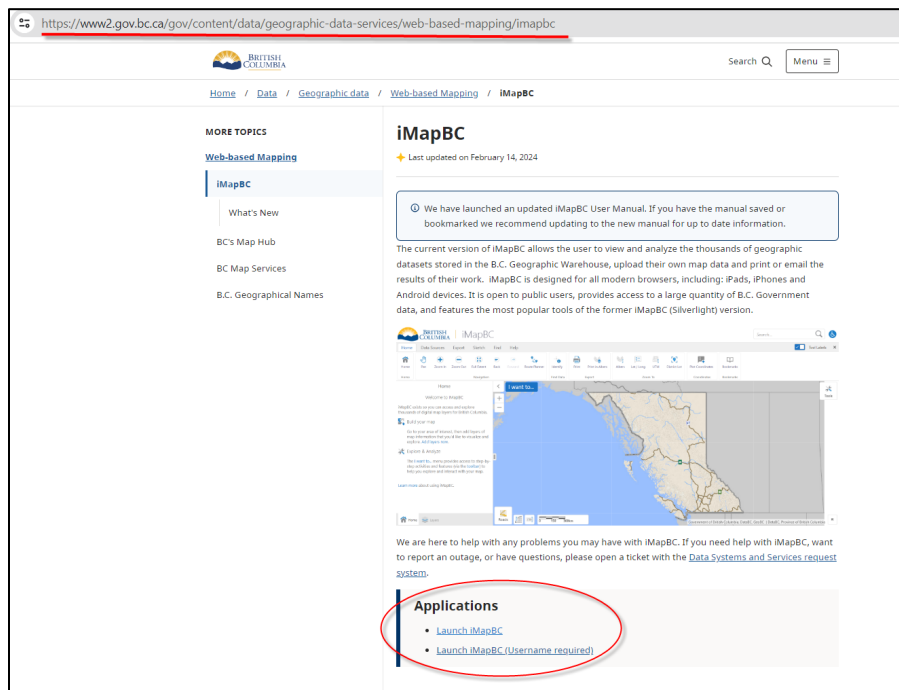 https://www2.gov.bc.ca/gov/content/data/geographic-data-services/web-based-mapping/imapbc
BRITISH
COLUMBIA
Search
Menu
Home / Data / Geographic data / Web-based Mapping / iMapBC
MORE TOPICS
Web-based Mapping
iMapBC
What's New
BC's Map Hub
BC Map Services
B.C. Geographical Names
iMapBC
Last updated on February 14, 2024
We have launched an updated iMapBC User Manual. If you have the manual saved or
bookmarked we recommend updating to the new manual for up to date information.
The current version of iMapBC allows the user to view and analyze the thousands of geographic
datasets stored in the B.C. Geographic Warehouse, upload their own map data and print or email the
results of their work. iMapBC is designed for all modern browsers, including: iPads, iPhones and
Android devices. It is open to public users, provides access to a large quantity of B.C. Government
data, and features the most popular tools of the former iMapBC (Silverlight) version.
BRITISH
COLUMBIA
iMapBC
Search...
Home
I want to...
Home
Welcome to iMapBC
Build your map
Explore & Analyze
Learn more about using iMapBC.
Home
We are here to help with any problems you may have with iMapBC. If you need help with iMapBC, want
to report an outage, or have questions, please open a ticket with the Data Systems and Services request
system.
Applications
Launch iMapBC
Launch iMapBC (Username required)